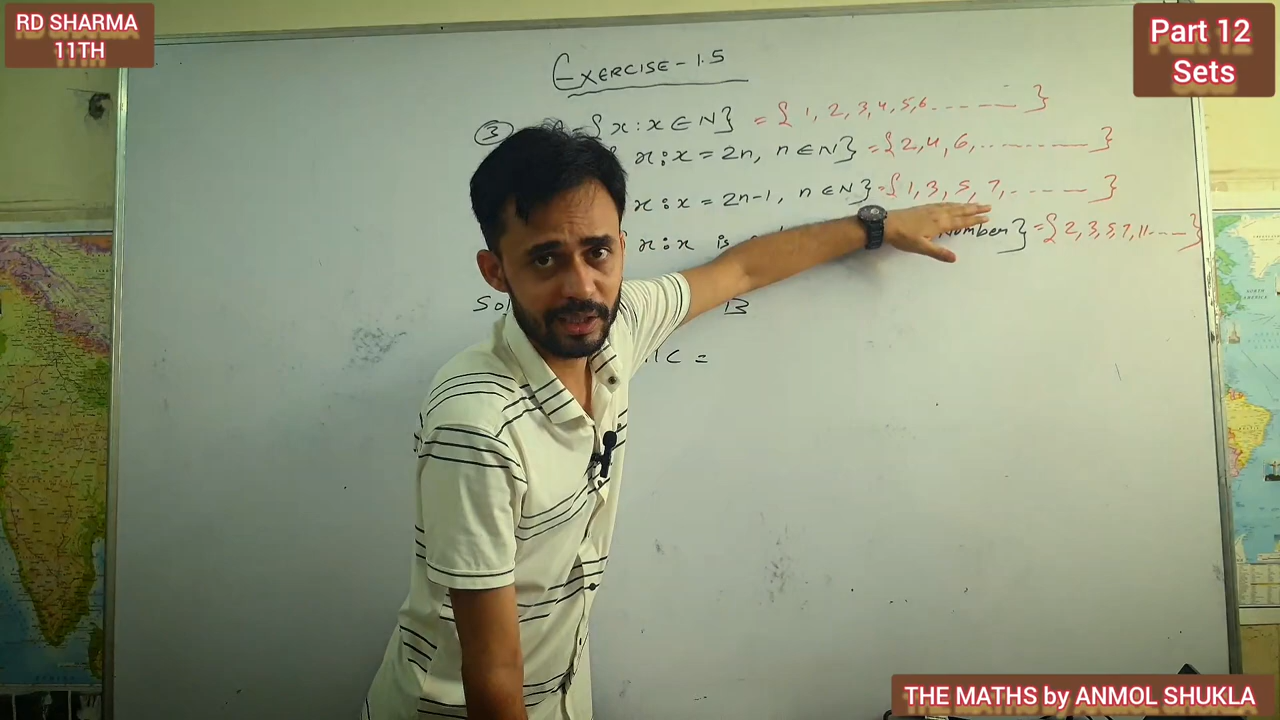 RD SHARMA
11TH
Part 12
Sets
EXERCISE-1.5
③ A={x:x∈N} ={1,2,3,4,5,6.........}
x:x=2n, n∈N} ={2,4,6,..........}
x:x=2n-1, n∈N}={1,3,5,7,.......}
x:x is Number}={2,3,5,7,11.....}
Sol
B
C =
NORTH
AMERICA
THE MATHS by ANMOL SHUKLA